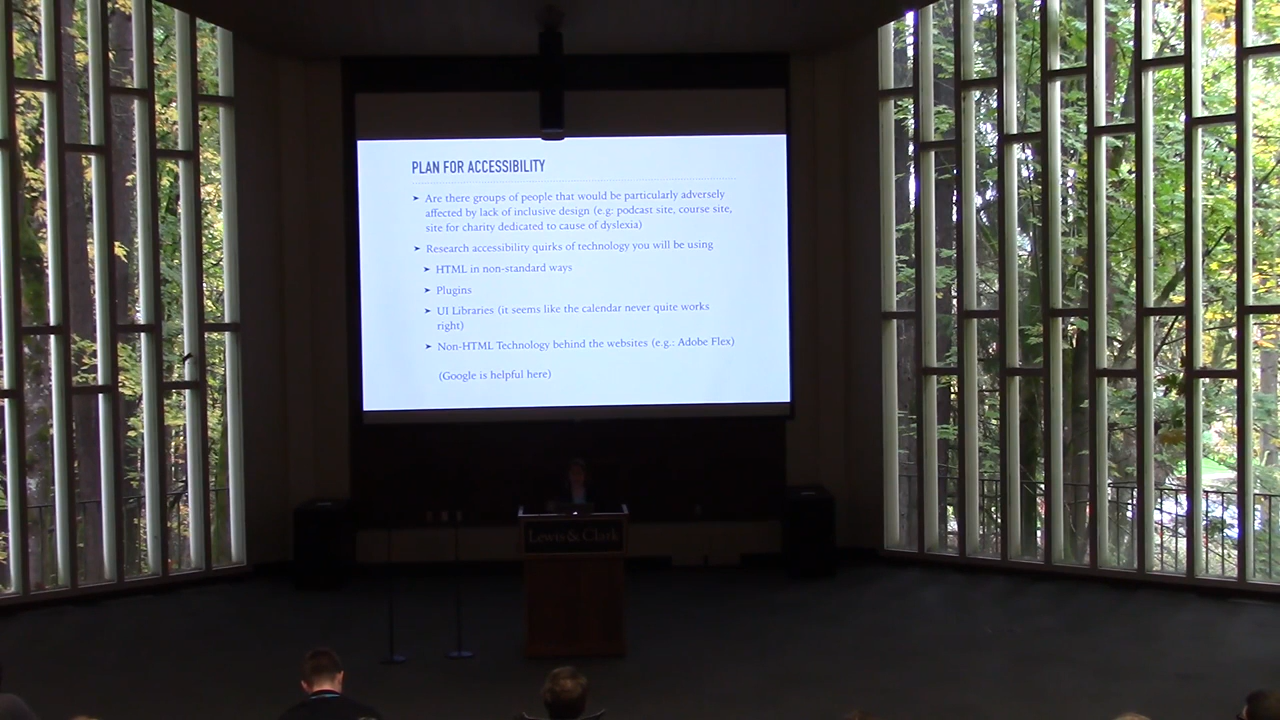 PLAN FOR ACCESSIBILITY
➤ Are there groups of people that would be particularly adversely
affected by lack of inclusive design (e.g: podcast site, course site,
site for charity dedicated to cause of dyslexia)
➤ Research accessibility quirks of technology you will be using
➤ HTML in non-standard ways
➤ Plugins
➤ UI Libraries (it seems like the calendar never quite works
right)
➤ Non-HTML Technology behind the websites (e.g.: Adobe Flex)
(Google is helpful here)
Lewis & Clark